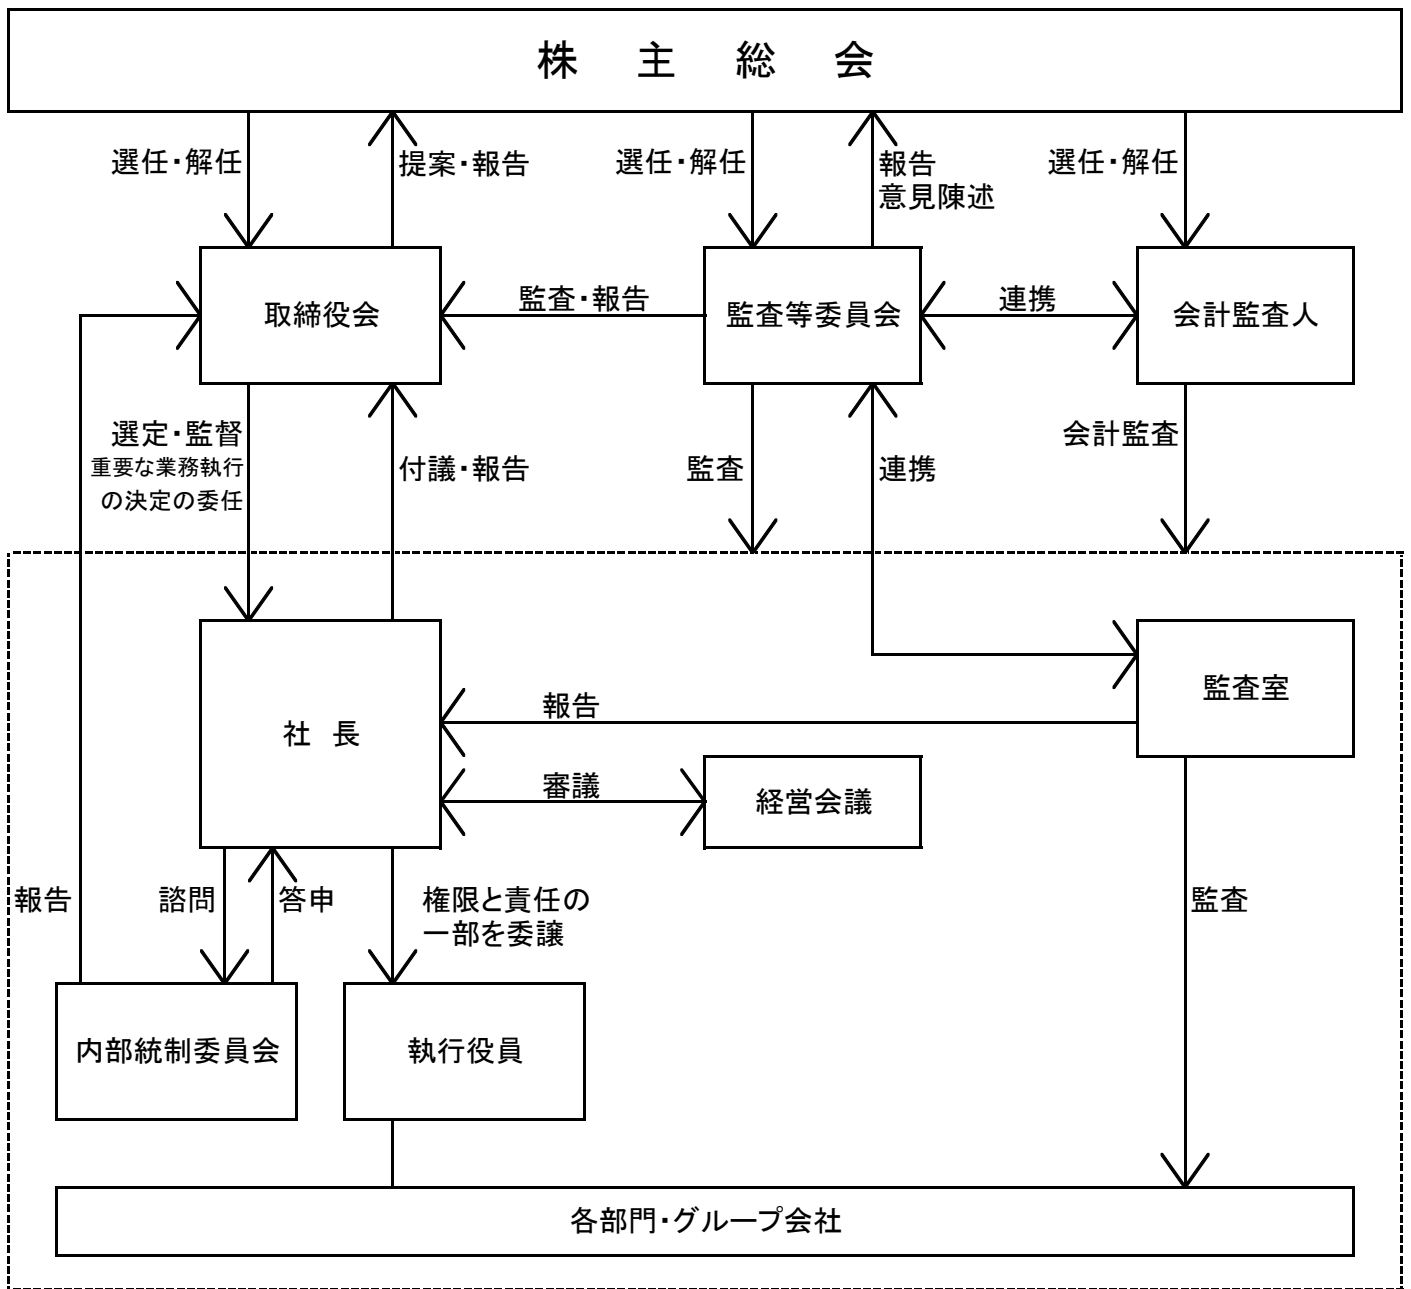 株主総会
選任・解任
提案・報告
選任・解任
報告
意見陳述
選任・解任
取締役会
監査・報告
監査等委員会
連携
会計監査人
選定・監督
重要な業務執行
の決定の委任
付議・報告
監査
連携
会計監査
社長
報告
監査室
審議
経営会議
報告
諮問
答申
権限と責任の
一部を委譲
監査
内部統制委員会
執行役員
各部門・グループ会社